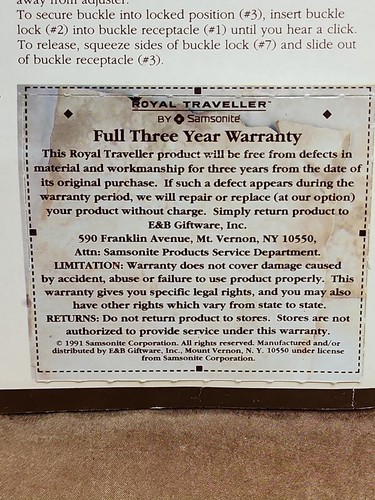 away from adjuster.
To secure buckle into locked position (#3), insert buckle
lock (#2) into buckle receptacle (#1) until you hear a click.
To release, squeeze sides of buckle lock (#7) and slide out
of buckle receptacle (#3).
ROYAL TRAVELLER™
BY Samsonite®
Full Three Year Warranty
This Royal Traveller product will be free from defects in
material and workmanship for three years from the date of
its original purchase. If such a defect appears during the
warranty period, we will repair or replace (at our option)
your product without charge. Simply return product to
E&B Giftware, Inc.
590 Franklin Avenue, Mt. Vernon, NY 10550,
Attn: Samsonite Products Service Department.
LIMITATION: Warranty does not cover damage caused
by accident, abuse or failure to use product properly. This
warranty gives you specific legal rights, and you may also
have other rights which vary from state to state.
RETURNS: Do not return product to stores. Stores are not
authorized to provide service under this warranty.
© 1991 Samsonite Corporation. All rights reserved. Manufactured and/or
distributed by E&B Giftware, Inc., Mount Vernon, N. Y. 10550 under license
from Samsonite Corporation.